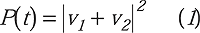 P(t) = |v₁ + v₂|² (1)